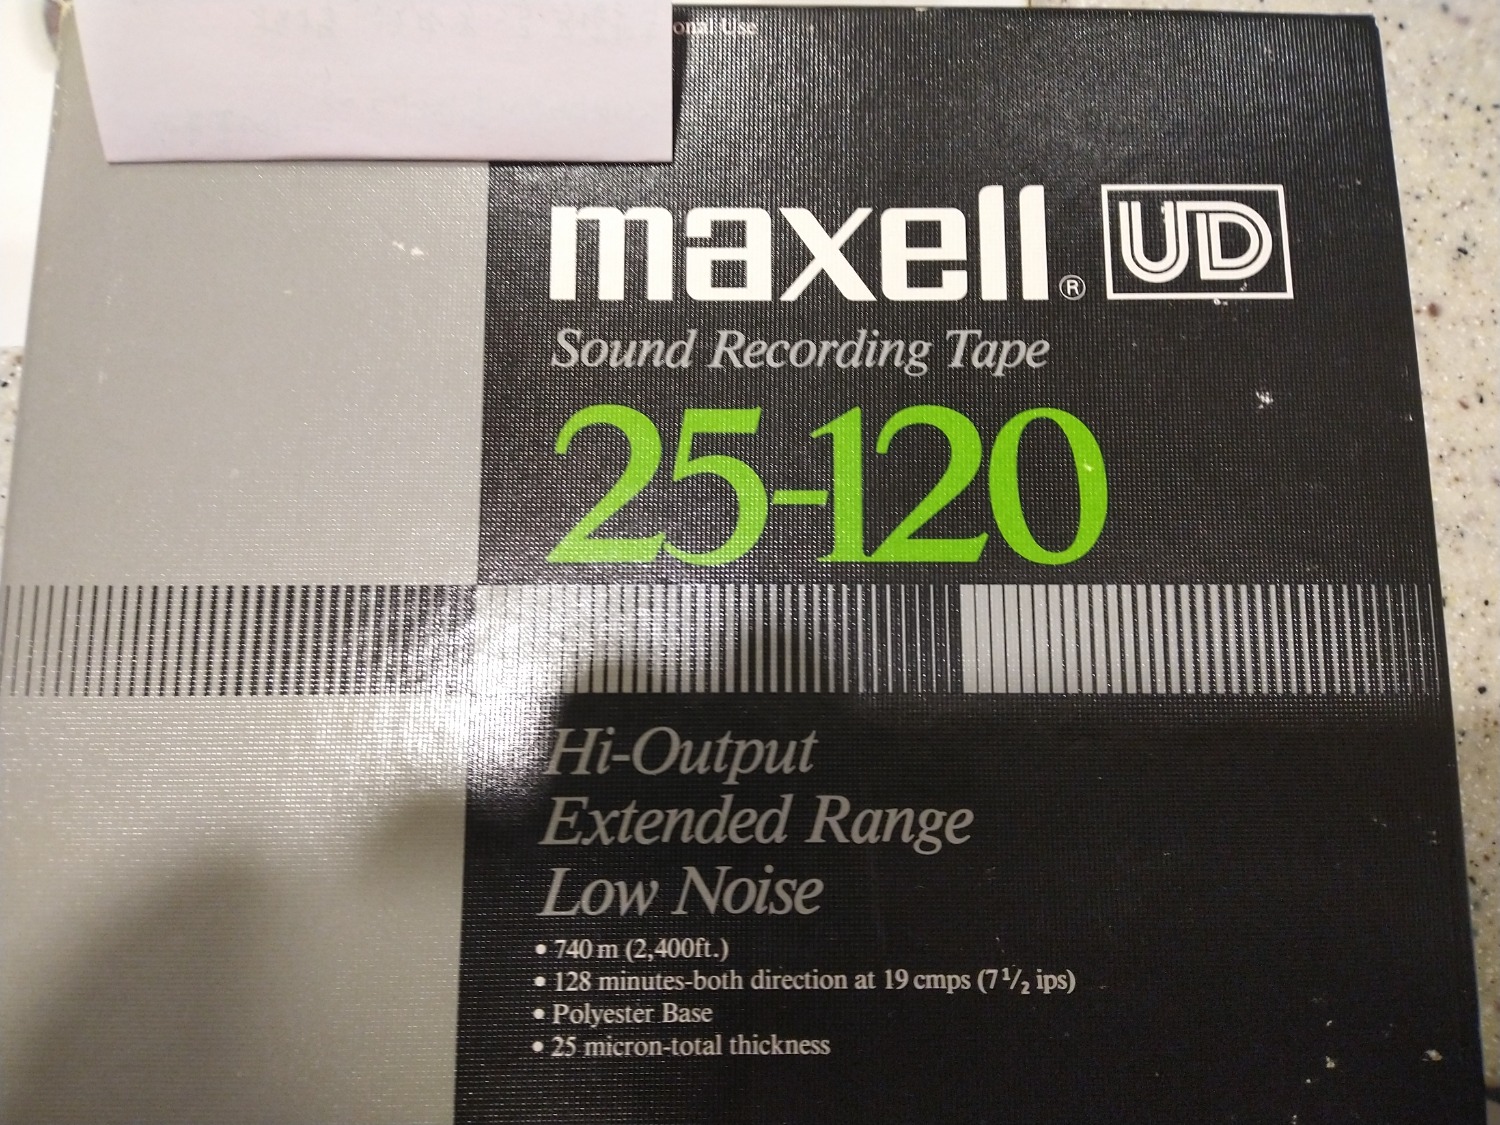 Use
maxell® UD
Sound Recording Tape
25-120
Hi-Output
Extended Range
Low Noise
• 740 m (2,400ft.)
• 128 minutes-both direction at 19 cmps (7 1/2 ips)
• Polyester Base
• 25 micron-total thickness